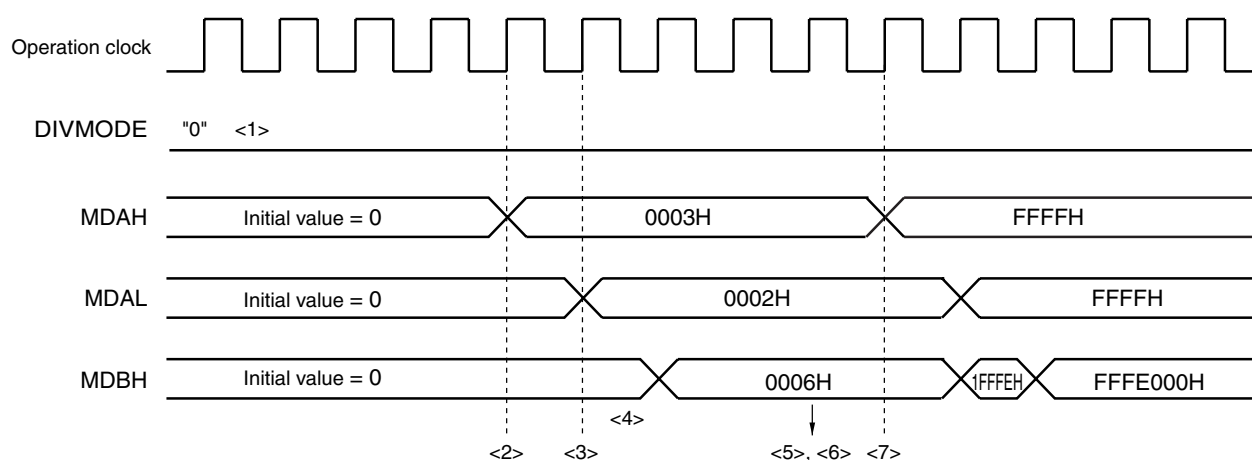 Operation clock
DIVMODE "0" <1>
MDAH Initial value = 0 0003H FFFFH
MDAL Initial value = 0 0002H FFFFH
MDBH Initial value = 0 0006H 1FFFEH FFFE000H
<4>
<2> <3> <5>, <6> <7>